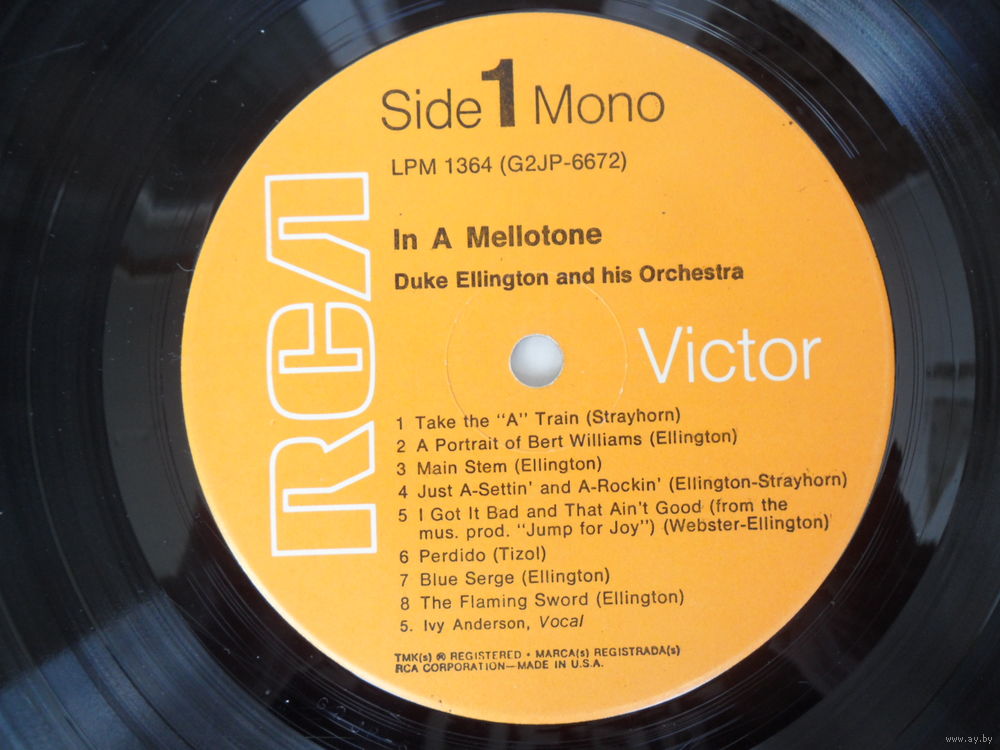 Side 1 Mono
LPM 1364 (G2JP-6672)
In A Mellotone
Duke Ellington and his Orchestra
RCA
Victor
1 Take the "A" Train (Strayhorn)
2 A Portrait of Bert Williams (Ellington)
3 Main Stem (Ellington)
4 Just A-Settin' and A-Rockin' (Ellington-Strayhorn)
5 I Got It Bad and That Ain't Good (from the
mus. prod. "Jump for Joy") (Webster-Ellington)
6 Perdido (Tizol)
7 Blue Serge (Ellington)
8 The Flaming Sword (Ellington)
5. Ivy Anderson, Vocal
TMK(s) ® REGISTERED • MARCA(s) REGISTRADA(s)
RCA CORPORATION—MADE IN U.S.A.
www.ay.by